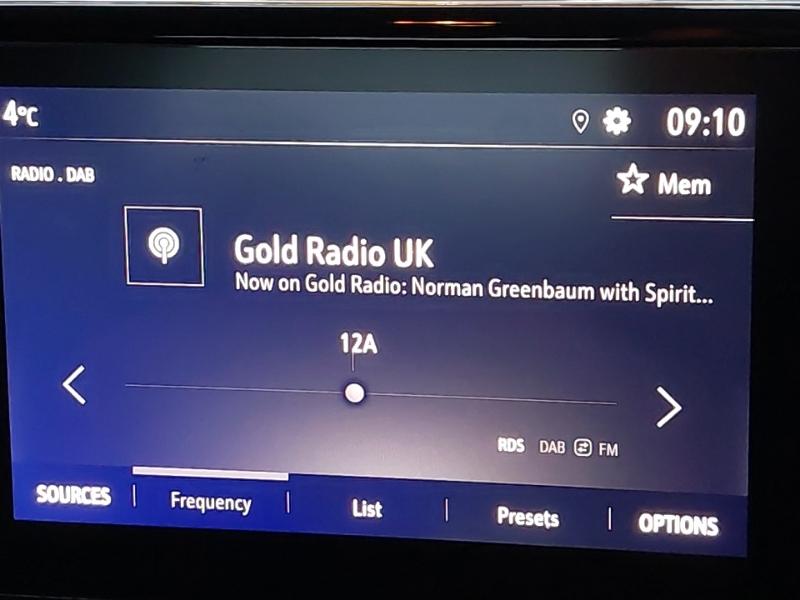 4°C
09:10
RADIO . DAB
Mem
Gold Radio UK
Now on Gold Radio: Norman Greenbaum with Spirit...
12A
RDS DAB FM
SOURCES Frequency List Presets OPTIONS